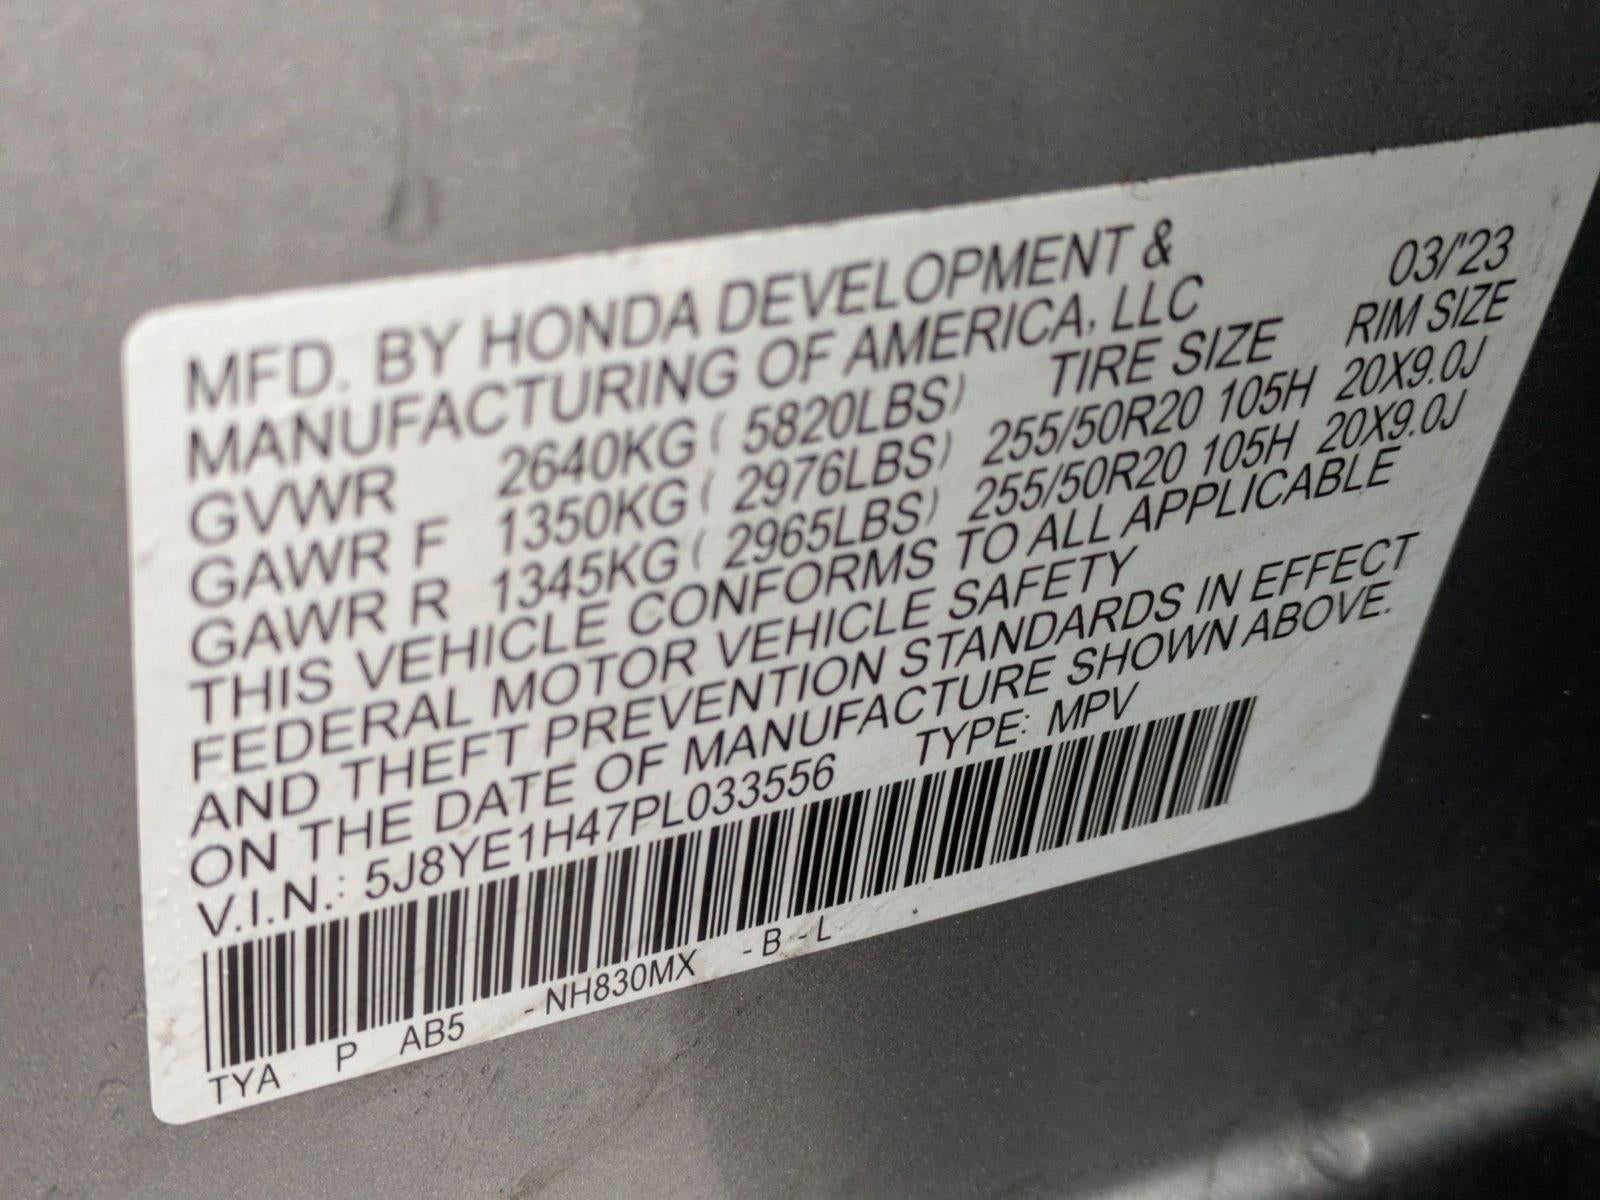 MFD. BY HONDA DEVELOPMENT & 03/'23
MANUFACTURING OF AMERICA, LLC
TIRE SIZE RIM SIZE
GVWR 2640KG ( 5820LBS)
GAWR F 1350KG ( 2976LBS) 255/50R20 105H 20X9.0J
GAWR R 1345KG ( 2965LBS) 255/50R20 105H 20X9.0J
THIS VEHICLE CONFORMS TO ALL APPLICABLE
FEDERAL MOTOR VEHICLE SAFETY
AND THEFT PREVENTION STANDARDS IN EFFECT
ON THE DATE OF MANUFACTURE SHOWN ABOVE.
V.I.N.: 5J8YE1H47PL033556 TYPE: MPV
TYA P AB5 - NH830MX - B - L